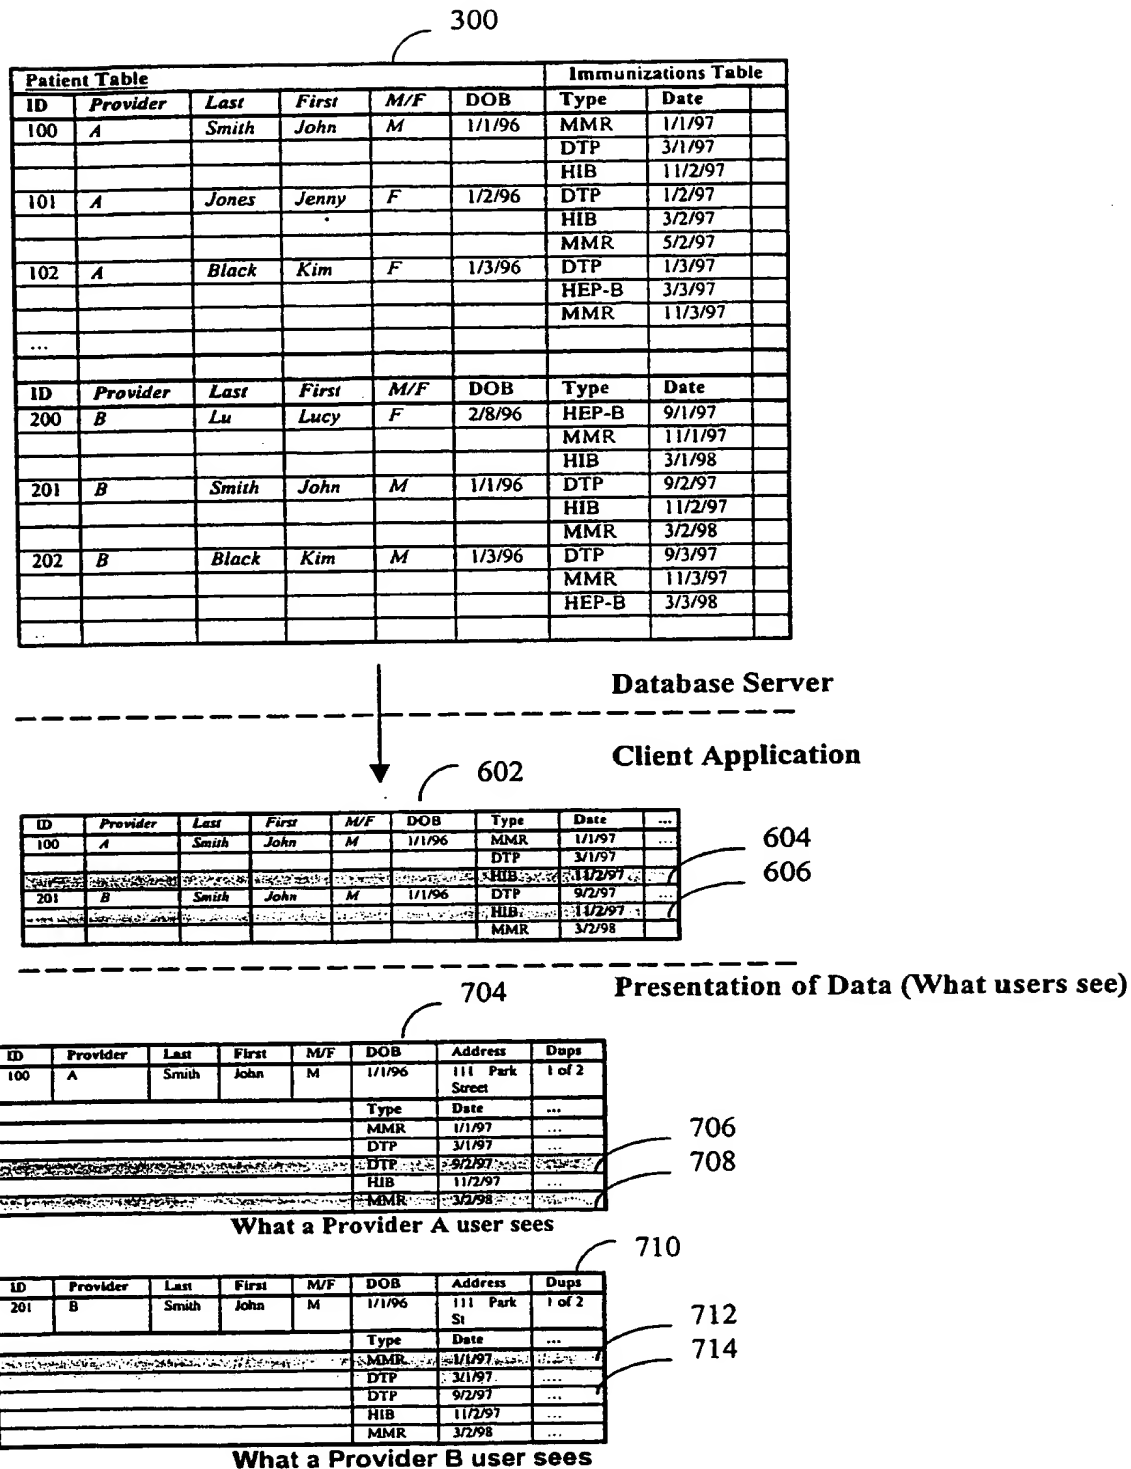 300
Patient Table Immunizations Table
ID Provider Last First M/F DOB Type Date
100 A Smith John M 1/1/96 MMR 1/1/97
DTP 3/1/97
HIB 11/2/97
101 A Jones Jenny F 1/2/96 DTP 1/2/97
HIB 3/2/97
MMR 5/2/97
102 A Black Kim F 1/3/96 DTP 1/3/97
HEP-B 3/3/97
MMR 11/3/97
...
ID Provider Last First M/F DOB Type Date
200 B Lu Lucy F 2/8/96 HEP-B 9/1/97
MMR 11/1/97
HIB 3/1/98
201 B Smith John M 1/1/96 DTP 9/2/97
HIB 11/2/97
MMR 3/2/98
202 B Black Kim M 1/3/96 DTP 9/3/97
MMR 11/3/97
HEP-B 3/3/98
...
Database Server
Client Application
602
ID Provider Last First M/F DOB Type Date ...
100 A Smith John M 1/1/96 MMR 1/1/97 ...
DTP 3/1/97
HIB 11/2/97
604
606
201 B Smith John M 1/1/96 DTP 9/2/97 ...
HIB 11/2/97
MMR 3/2/98 ...
Presentation of Data (What users see)
704
ID Provider Last First M/F DOB Address Dups
100 A Smith John M 1/1/96 111 Park Street 1 of 2
Type Date ...
MMR 1/1/97 ...
DTP 3/1/97 ...
DTP 9/2/97 ...
706
HIB 11/2/97 ...
708
MMR 3/2/98 ...
What a Provider A user sees
710
ID Provider Last First M/F DOB Address Dups
201 B Smith John M 1/1/96 111 Park St 1 of 2
712
Type Date ...
MMR 1/1/97 ...
714
DTP 3/1/97 ....
DTP 9/2/97 ...
HIB 11/2/97 ...
MMR 3/2/98 ...
What a Provider B user sees